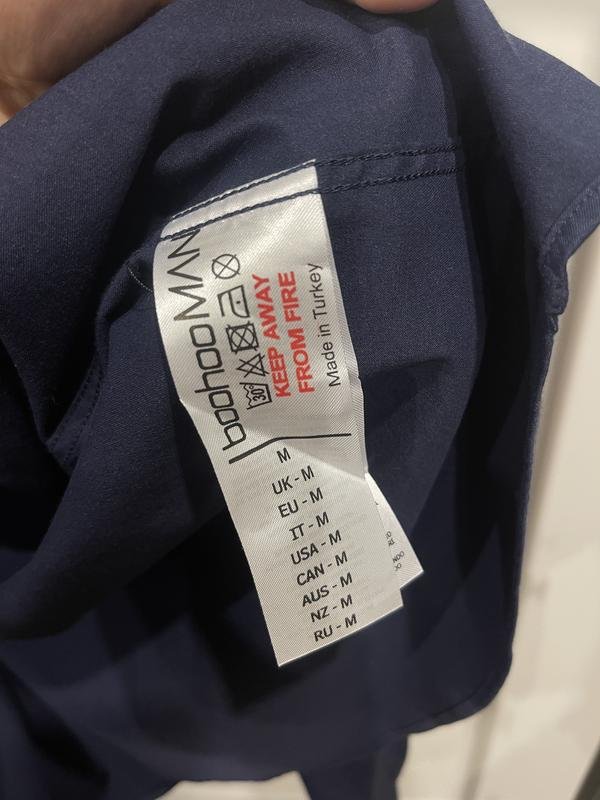 boohooMAN
30°
KEEP AWAY
FROM FIRE
Made in Turkey
M
UK - M
EU - M
IT - M
USA - M
CAN - M
AUS - M
NZ - M
RU - M